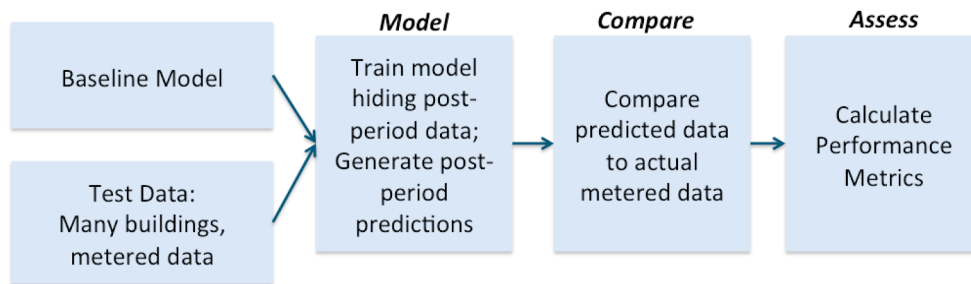 Baseline Model
Test Data:
Many buildings,
metered data
Model
Train model
hiding post-
period data;
Generate post-
period
predictions
Compare
Compare
predicted data
to actual
metered data
Assess
Calculate
Performance
Metrics